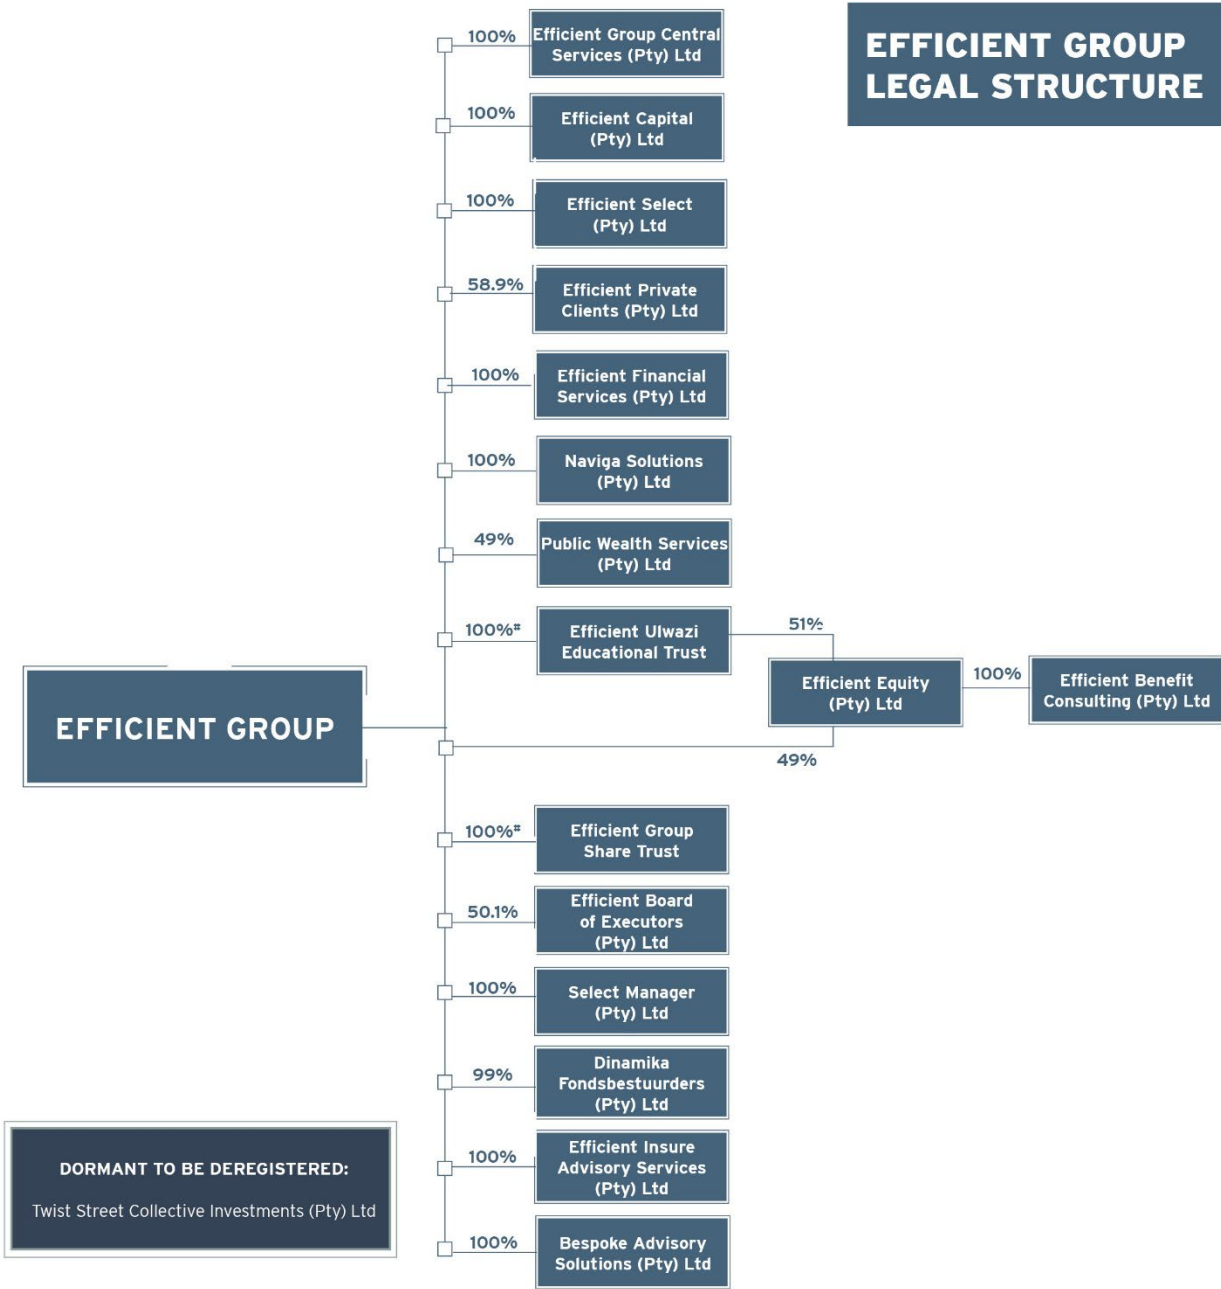 EFFICIENT GROUP
LEGAL STRUCTURE
100%
Efficient Group Central
Services (Pty) Ltd
100%
Efficient Capital
(Pty) Ltd
100%
Efficient Select
(Pty) Ltd
58.9%
Efficient Private
Clients (Pty) Ltd
100%
Efficient Financial
Services (Pty) Ltd
100%
Naviga Solutions
(Pty) Ltd
49%
Public Wealth Services
(Pty) Ltd
100%#
Efficient Ulwazi
Educational Trust
51%
Efficient Equity
(Pty) Ltd
100%
Efficient Benefit
Consulting (Pty) Ltd
EFFICIENT GROUP
49%
100%#
Efficient Group
Share Trust
50.1%
Efficient Board
of Executors
(Pty) Ltd
100%
Select Manager
(Pty) Ltd
99%
Dinamika
Fondsbestuurders
(Pty) Ltd
100%
Efficient Insure
Advisory Services
(Pty) Ltd
100%
Bespoke Advisory
Solutions (Pty) Ltd
DORMANT TO BE DEREGISTERED:
Twist Street Collective Investments (Pty) Ltd